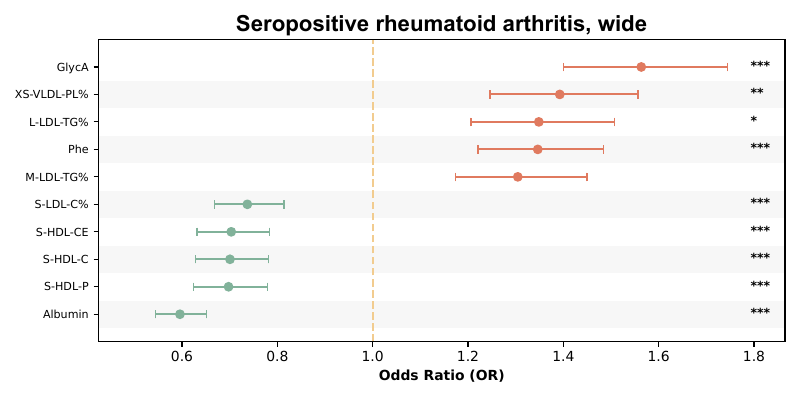 Seropositive rheumatoid arthritis, wide
GlycA ***
XS-VLDL-PL% **
L-LDL-TG% *
Phe ***
M-LDL-TG%
S-LDL-C% ***
S-HDL-CE ***
S-HDL-C ***
S-HDL-P ***
Albumin ***
0.6 0.8 1.0 1.2 1.4 1.6 1.8
Odds Ratio (OR)